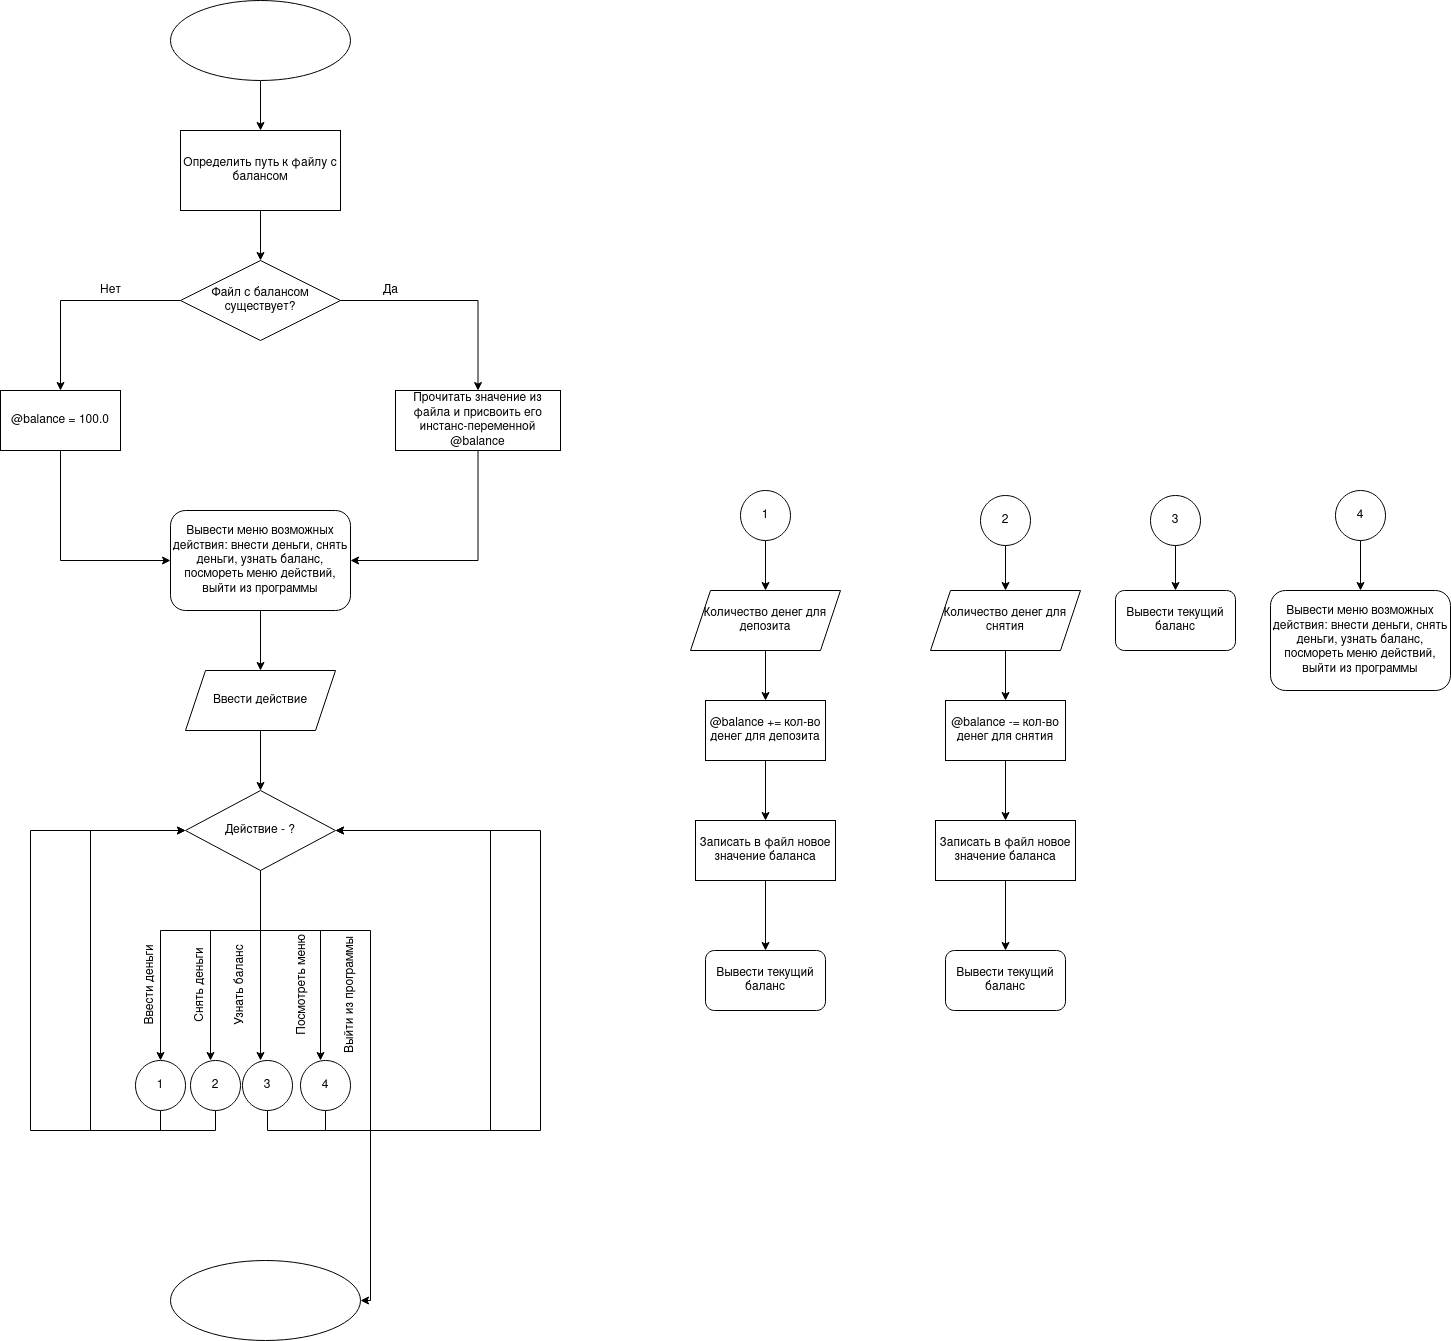 Определить путь к файлу с
балансом
Файл с балансом
существует?
Нет
Да
@balance = 100.0
Прочитать значение из
файла и присвоить его
инстанс-переменной
@balance
Вывести меню возможных
действия: внести деньги, снять
деньги, узнать баланс,
посмореть меню действий,
выйти из программы
Ввести действие
Действие - ?
Ввести деньги
Снять деньги
Узнать баланс
Посмотреть меню
Выйти из программы
1
2
3
4
1
Количество денег для
депозита
@balance += кол-во
денег для депозита
Записать в файл новое
значение баланса
Вывести текущий
баланс
2
Количество денег для
снятия
@balance -= кол-во
денег для снятия
Записать в файл новое
значение баланса
Вывести текущий
баланс
3
Вывести текущий
баланс
4
Вывести меню возможных
действия: внести деньги, снять
деньги, узнать баланс,
посмореть меню действий,
выйти из программы